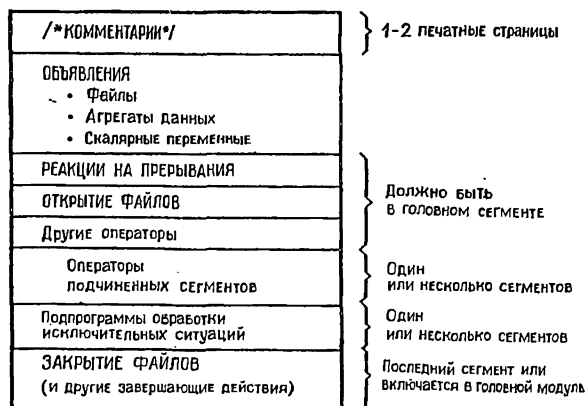 /*КОММЕНТАРИИ*/
1-2 печатные страницы
ОБЪЯВЛЕНИЯ
• Файлы
• Агрегаты данных
• Скалярные переменные
РЕАКЦИИ НА ПРЕРЫВАНИЯ
ОТКРЫТИЕ ФАЙЛОВ
Другие операторы
Должно быть
в головном сегменте
Операторы
подчиненных сегментов
Один
или несколько сегментов
Подпрограммы обработки
исключительных ситуаций
Один
или несколько сегментов
ЗАКРЫТИЕ ФАЙЛОВ
(и другие завершающие действия)
Последний сегмент или
включается в головной модуль